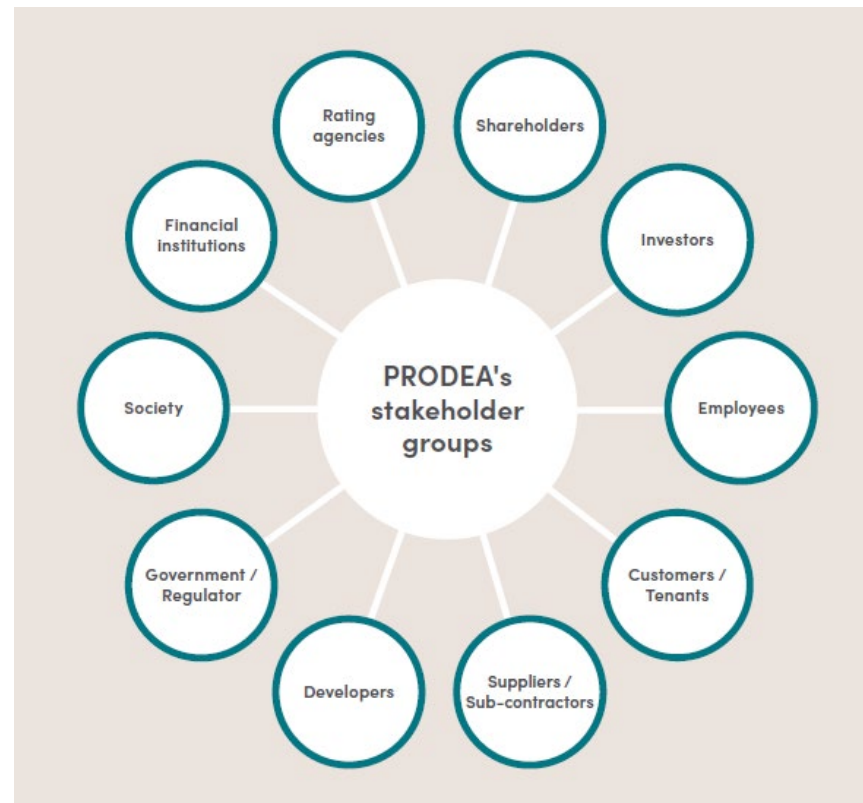 Rating
agencies
Shareholders
Financial
institutions
Investors
PRODEA's
stakeholder
groups
Society
Employees
Government /
Regulator
Customers /
Tenants
Developers
Suppliers /
Sub-contractors